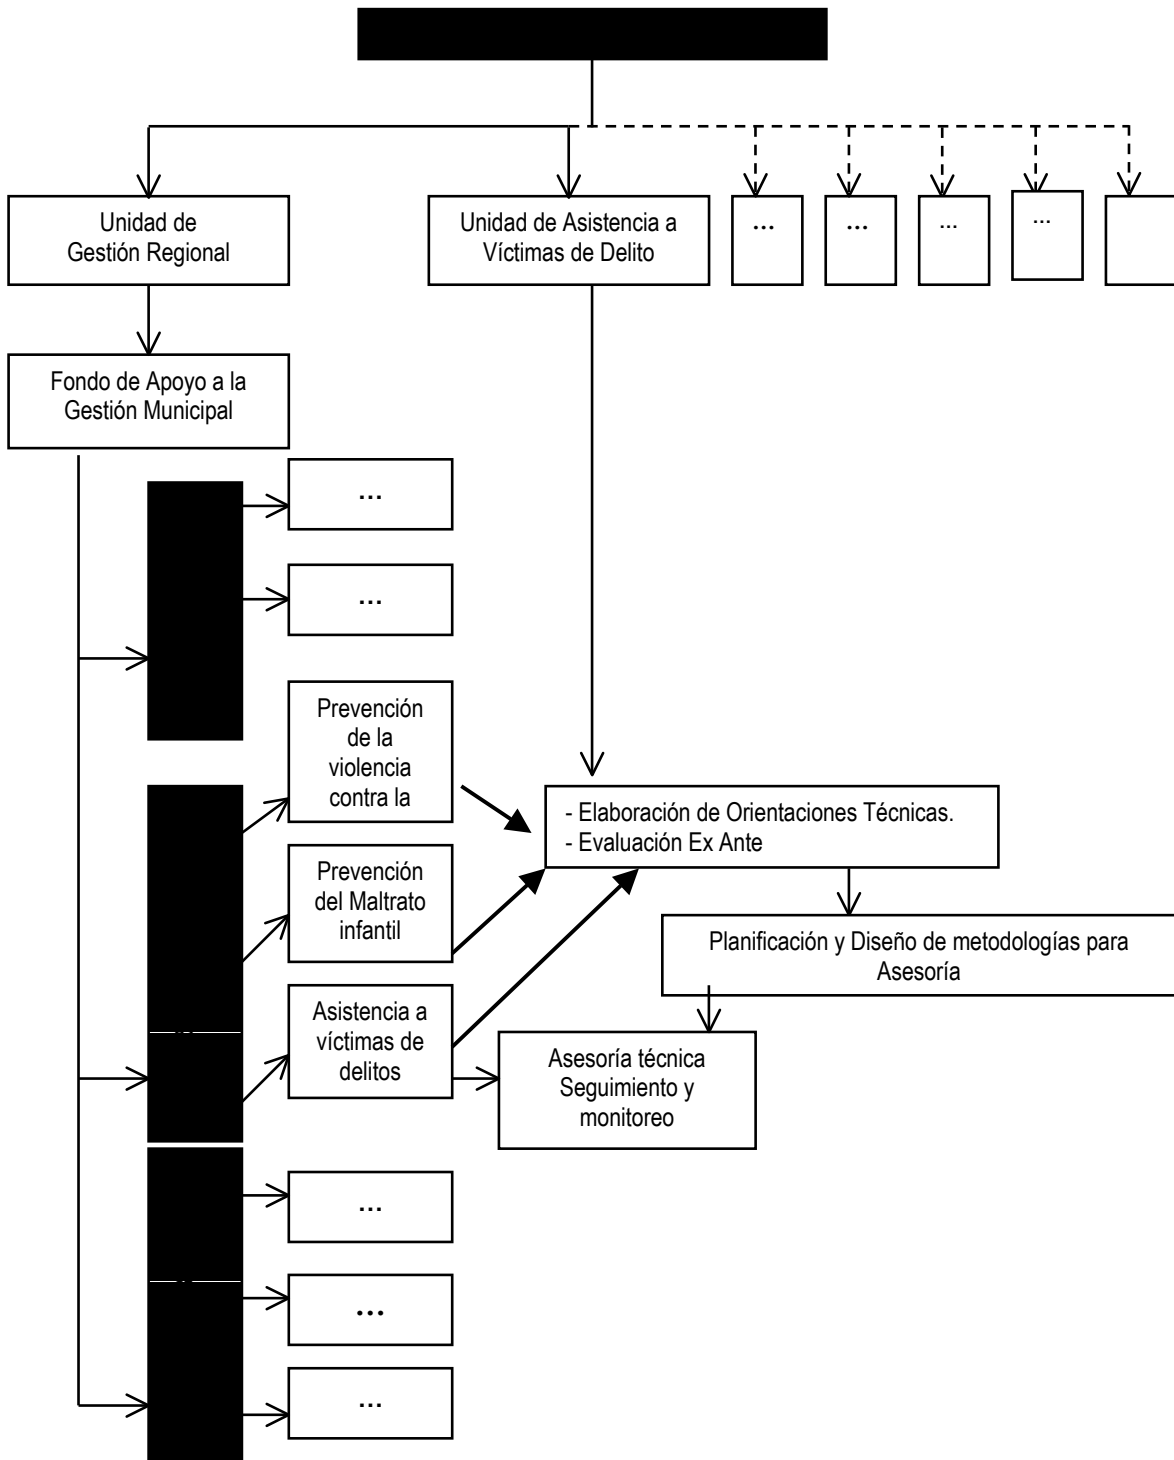 Unidad de
Gestión Regional
Unidad de Asistencia a
Víctimas de Delito
...
...
...
...
Fondo de Apoyo a la
Gestión Municipal
...
...
Prevención
de la
violencia
contra la
- Elaboración de Orientaciones Técnicas.
- Evaluación Ex Ante
Prevención
del Maltrato
infantil
Planificación y Diseño de metodologías para
Asesoría
Asistencia a
víctimas de
delitos
Asesoría técnica
Seguimiento y
monitoreo
...
...
...